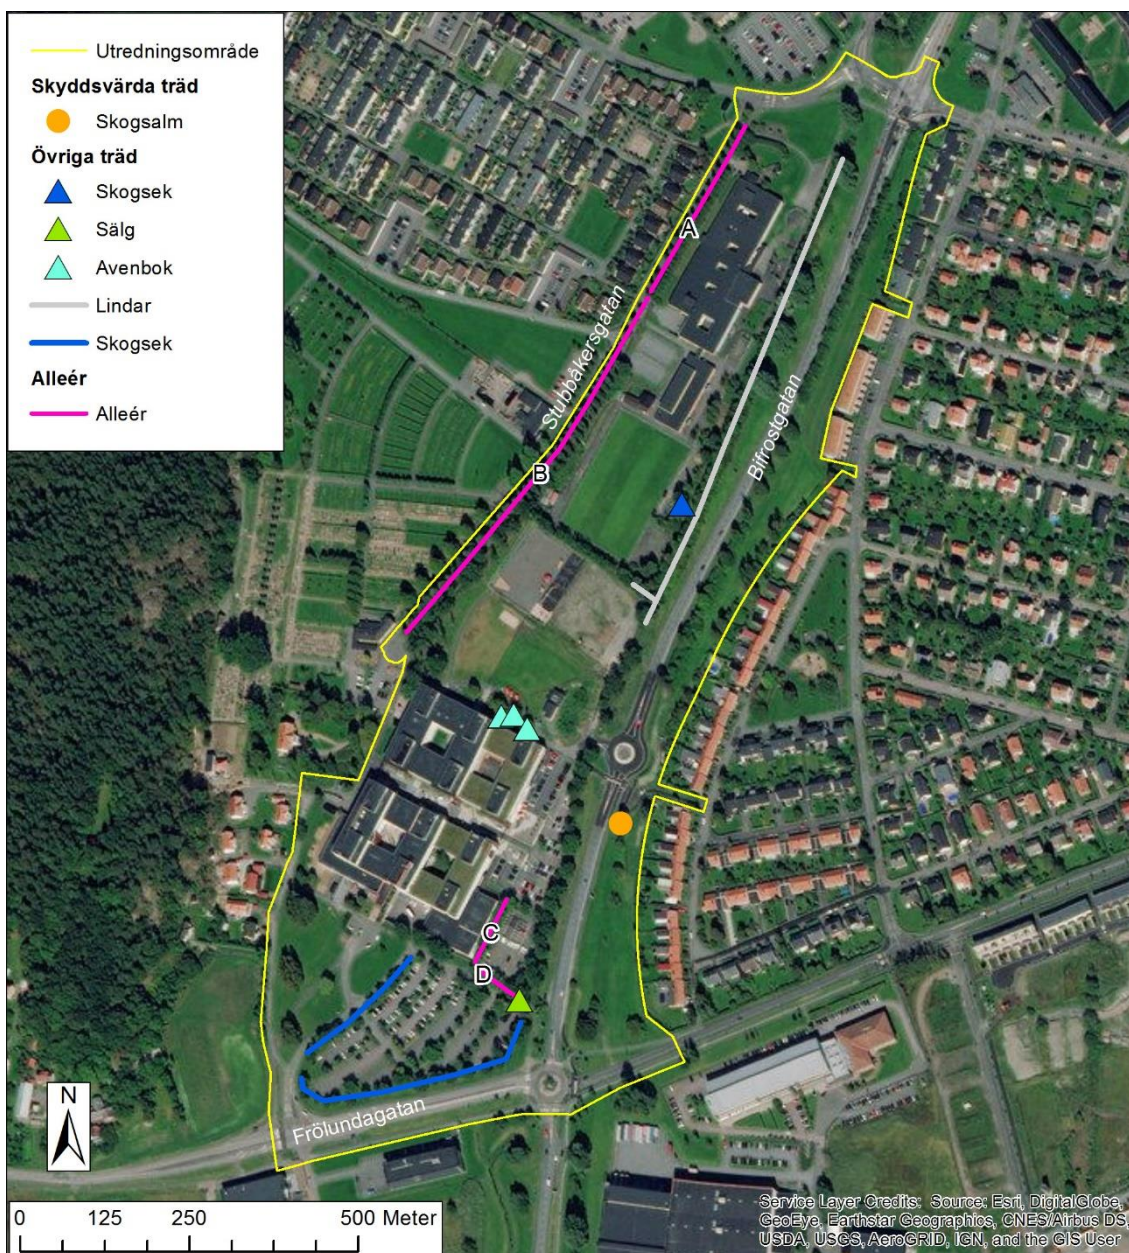 Utredningsområde
Skyddsvärda träd
Skogsalm
Övriga träd
Skogsek
Sälg
Avenbok
Lindar
Skogsek
Alleér
Alleér
A
Stubbåkersgatan
Bifrostgatan
B
C
D
Frölundagatan
N
0 125 250 500 Meter
Service Layer Credits: Source: Esri, DigitalGlobe,
GeoEye, Earthstar Geographics, CNES/Airbus DS,
USDA, USGS, AeroGRID, IGN, and the GIS User